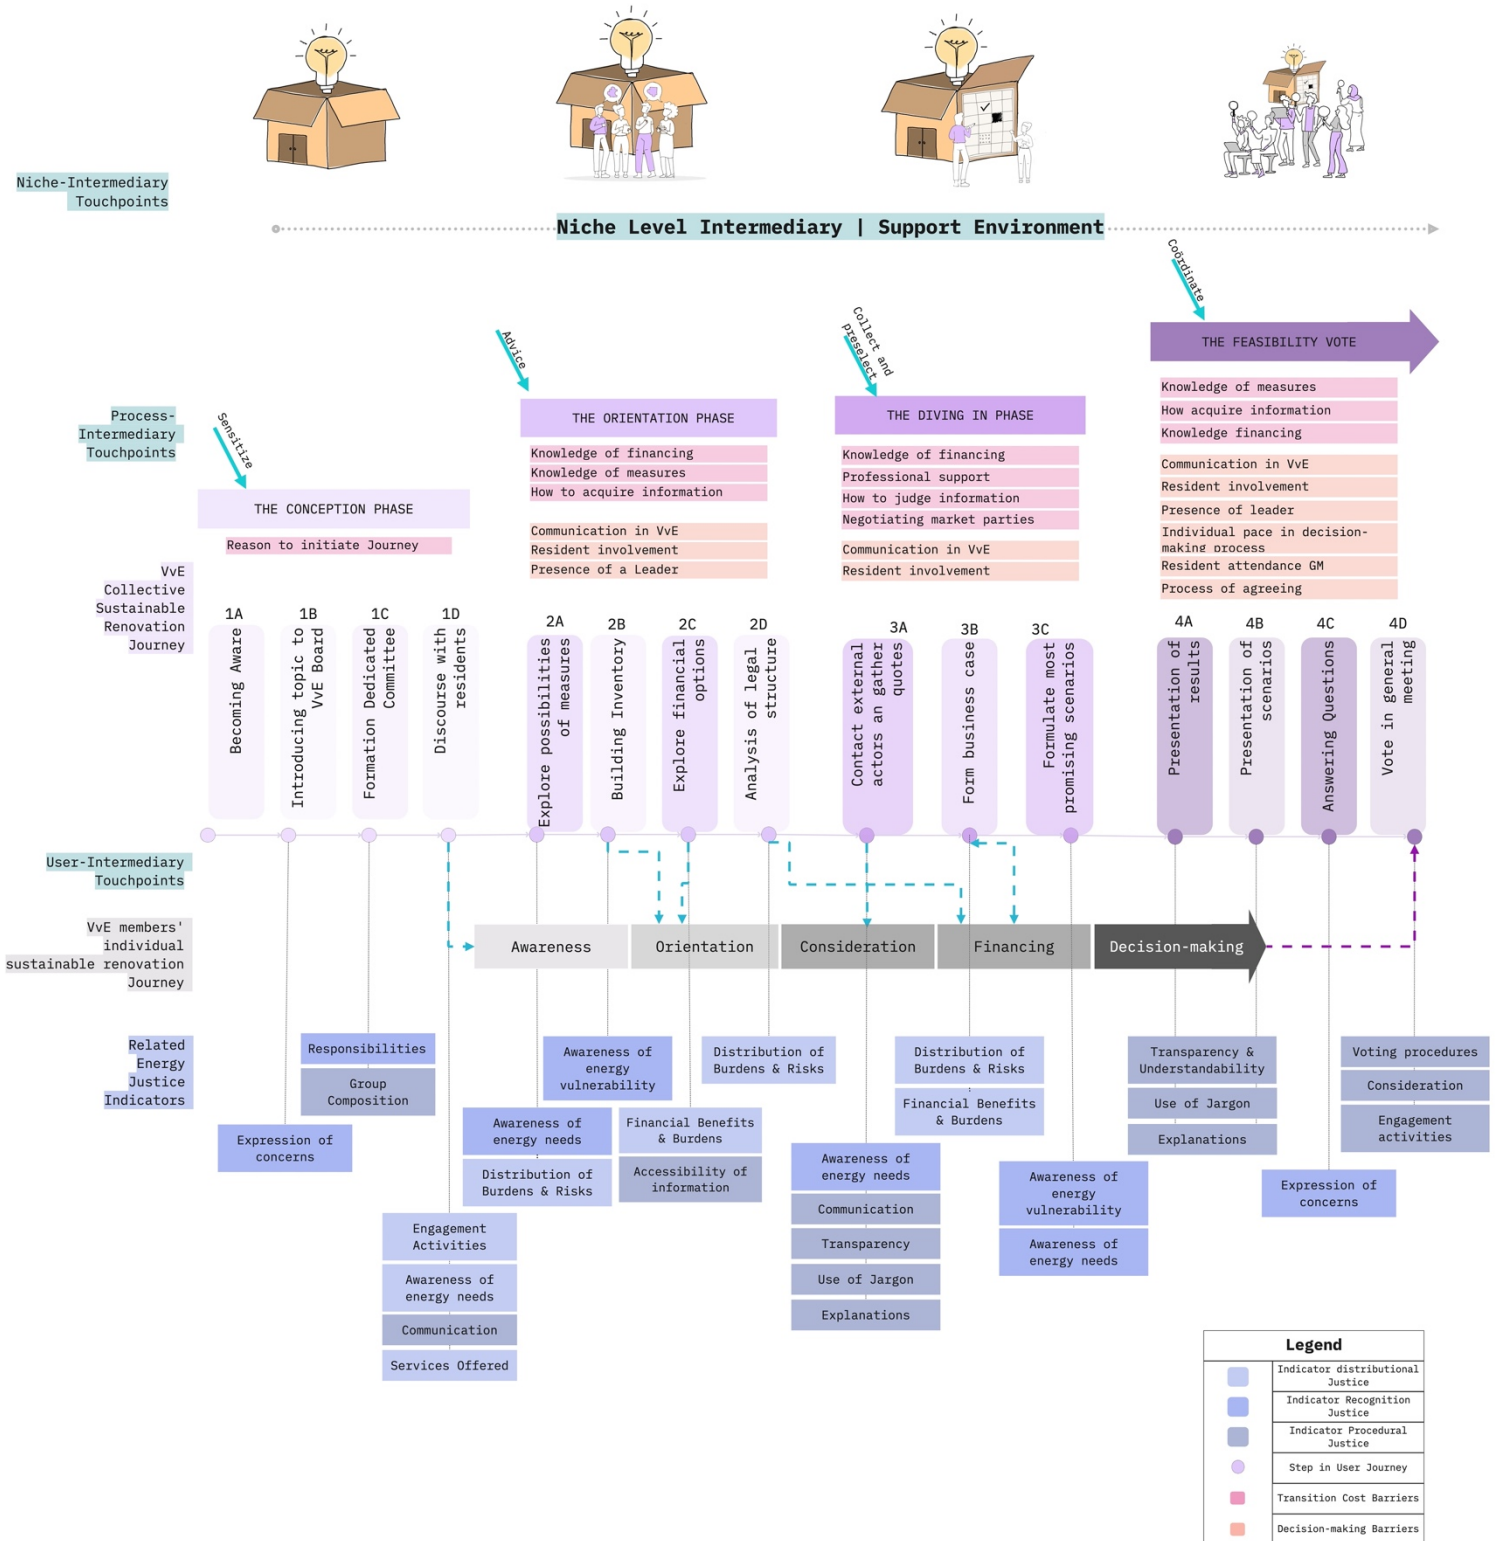 Niche-Intermediary
Touchpoints
Niche Level Intermediary | Support Environment
Coördinate
THE FEASIBILITY VOTE
Knowledge of measures
How acquire information
Knowledge financing
Communication in VvE
Resident involvement
Presence of leader
Individual pace in decision-
making process
Resident attendance GM
Process of agreeing
Collect and
preselect
THE DIVING IN PHASE
Knowledge of financing
Professional support
How to judge information
Negotiating market parties
Communication in VvE
Resident involvement
Advice
THE ORIENTATION PHASE
Knowledge of financing
Knowledge of measures
How to acquire information
Communication in VvE
Resident involvement
Presence of a Leader
Process-
Intermediary
Touchpoints
Sensitize
THE CONCEPTION PHASE
Reason to initiate Journey
VvE
Collective
Sustainable
Renovation
Journey
1A
Becoming Aware
1B
Introducing topic to
VvE Board
1C
Formation Dedicated
Committee
1D
Discourse with
residents
2A
Explore possibilities
of measures
2B
Building Inventory
2C
Explore financial
options
2D
Analysis of legal
structure
3A
Contact external
actors an gather
quotes
3B
Form business case
3C
Formulate most
promising scenarios
4A
Presentation of
results
4B
Presentation of
scenarios
4C
Answering Questions
4D
Vote in general
meeting
User-Intermediary
Touchpoints
VvE members'
individual
sustainable renovation
Journey
Awareness
Orientation
Consideration
Financing
Decision-making
Related
Energy
Justice
Indicators
Expression of
concerns
Responsibilities
Group
Composition
Engagement
Activities
Awareness of
energy needs
Communication
Services Offered
Awareness of
energy needs
Distribution of
Burdens & Risks
Awareness of
energy
vulnerability
Financial Benefits
& Burdens
Accessibility of
information
Distribution of
Burdens & Risks
Awareness of
energy needs
Communication
Transparency
Use of Jargon
Explanations
Distribution of
Burdens & Risks
Financial Benefits
& Burdens
Awareness of
energy
vulnerability
Awareness of
energy needs
Transparency &
Understandability
Use of Jargon
Explanations
Expression of
concerns
Voting procedures
Consideration
Engagement
activities
Legend
Indicator distributional
Justice
Indicator Recognition
Justice
Indicator Procedural
Justice
Step in User Journey
Transition Cost Barriers
Decision-making Barriers